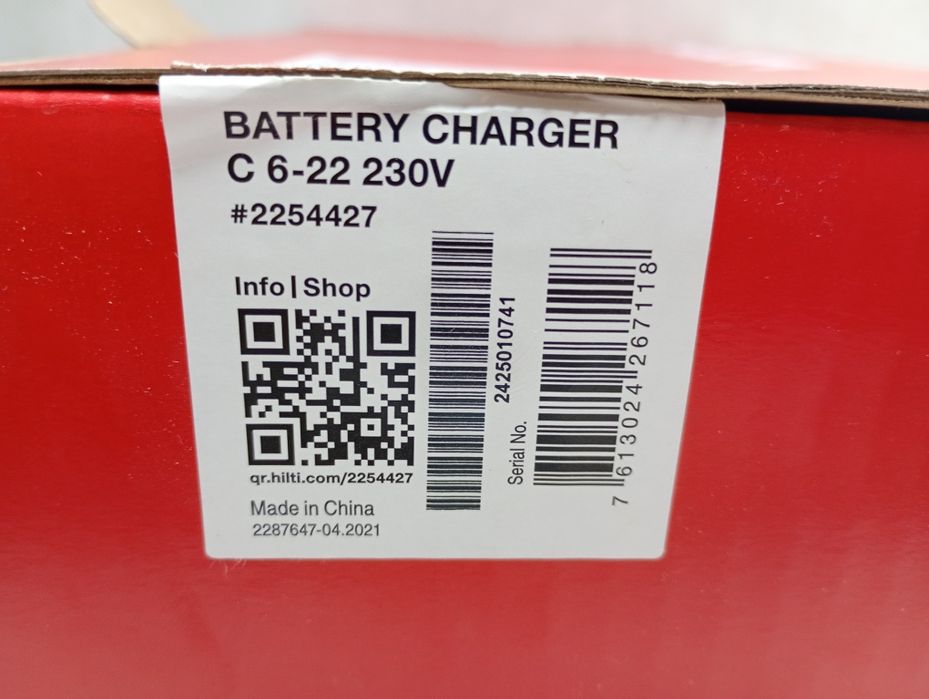 BATTERY CHARGER
C 6-22 230V
#2254427
Info | Shop
qr.hilti.com/2254427
Made in China
2287647-04.2021
Serial No. 2425010741
7 613024 267118